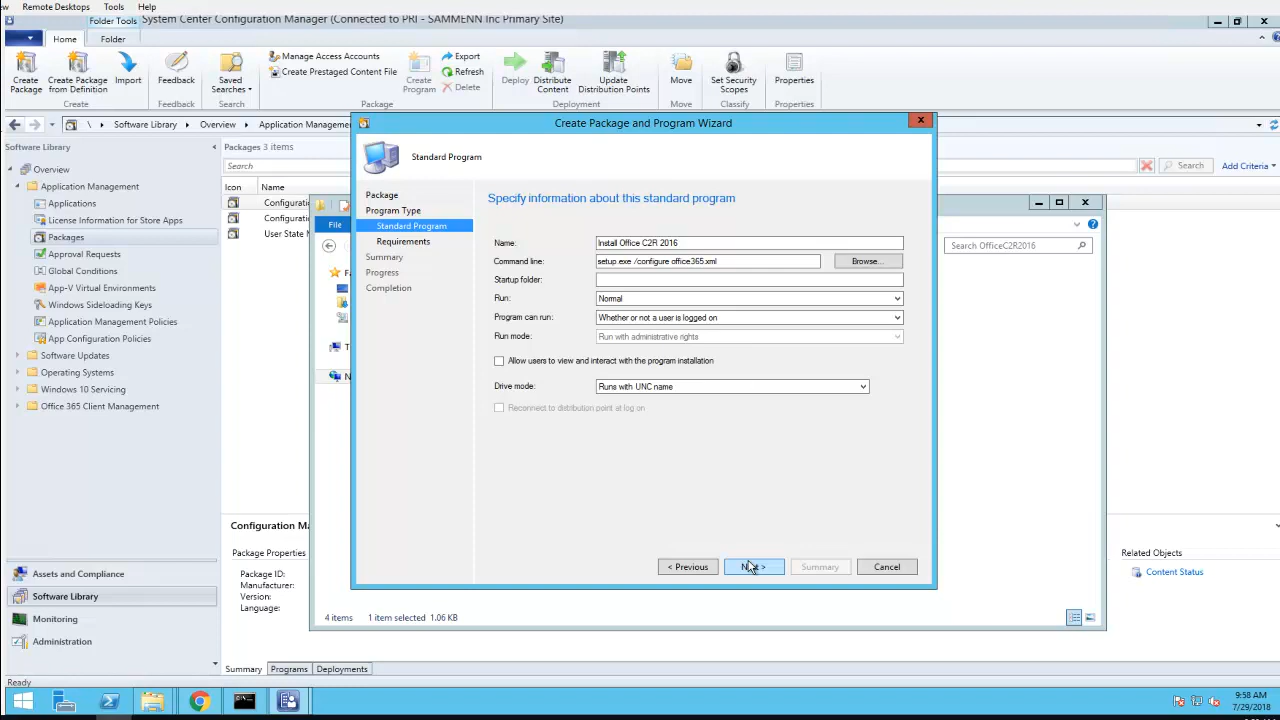 ew Remote Desktops Tools Help
Folder Tools System Center Configuration Manager (Connected to PRI - SAMMENN Inc Primary Site)
Home Folder
Create Package
Create Package from Definition
Import
Create
Feedback
Feedback
Saved Searches
Search
Manage Access Accounts
Create Prestaged Content File
Create Program
Export
Refresh
Delete
Package
Deploy
Distribute Content
Update Distribution Points
Deployment
Move
Move
Set Security Scopes
Classify
Properties
Properties
\ Software Library Overview Application Manageme
Software Library
Overview
Application Management
Applications
License Information for Store Apps
Packages
Approval Requests
Global Conditions
App-V Virtual Environments
Windows Sideloading Keys
Application Management Policies
App Configuration Policies
Software Updates
Operating Systems
Windows 10 Servicing
Office 365 Client Management
Assets and Compliance
Software Library
Monitoring
Administration
Packages 3 items
Search
Search
Add Criteria
Icon Name
Configurati
Configurati
User State M
File
Search OfficeC2R2016
Fa
T
N
4 items 1 item selected 1.06 KB
Create Package and Program Wizard
Standard Program
Package
Program Type
Standard Program
Requirements
Summary
Progress
Completion
Specify information about this standard program
Name: Install Office C2R 2016
Command line: setup.exe /configure office365.xml Browse...
Startup folder:
Run: Normal
Program can run: Whether or not a user is logged on
Run mode: Run with administrative rights
Allow users to view and interact with the program installation
Drive mode: Runs with UNC name
Reconnect to distribution point at log on
< Previous Next > Summary Cancel
Configuration Ma
Package Properties
Package ID:
Manufacturer:
Version:
Language:
Related Objects
Content Status
Summary Programs Deployments
Ready
9:58 AM
7/29/2018